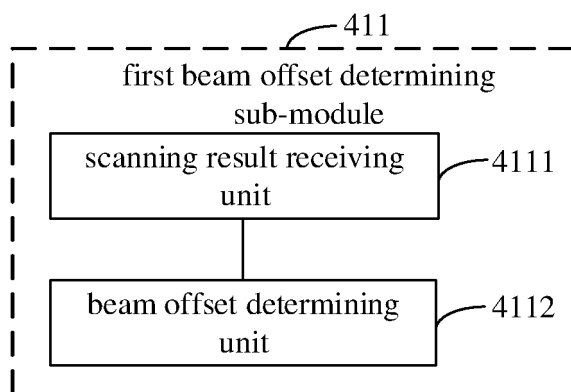 411
first beam offset determining
sub-module
scanning result receiving
unit
4111
beam offset determining
unit
4112